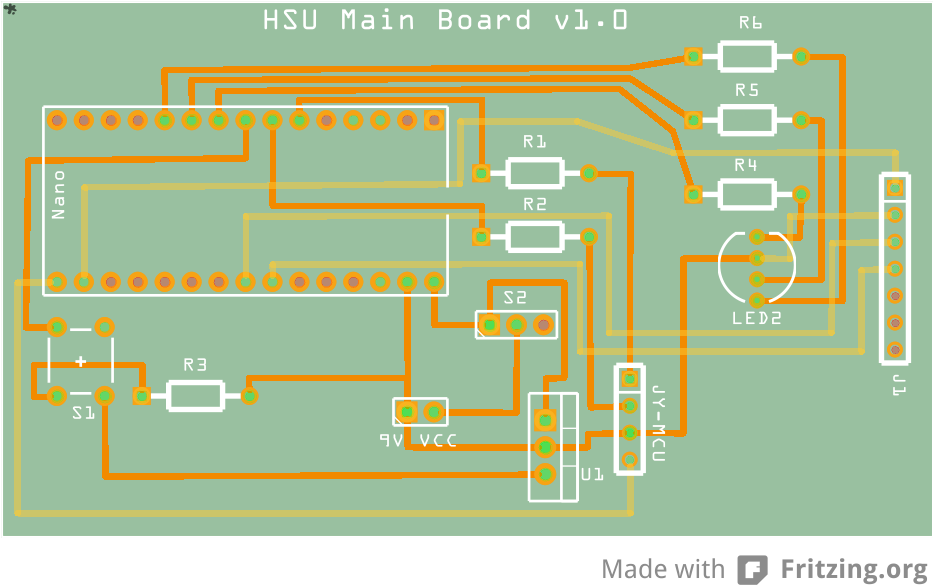 HSU Main Board v1.0
R6
R5
R1
R4
Nano
R2
S2
LED2
R3
J1
S1
JY-MCU
9V VCC
U1
Made with Fritzing.org